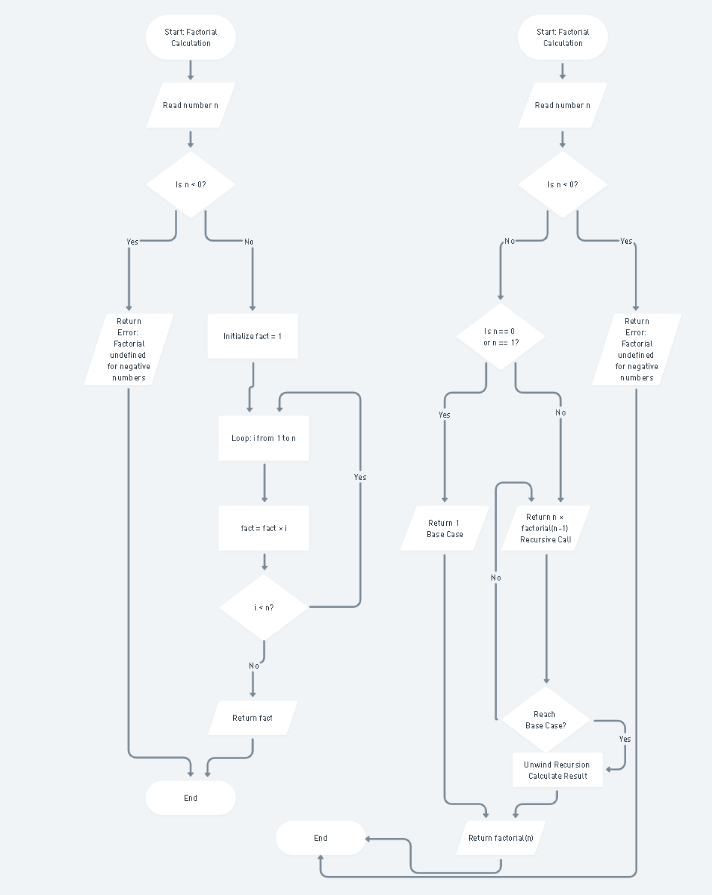 Start: Factorial
Calculation
Read number n
Is n < 0?
Yes
No
Return
Error:
Factorial
undefined
for negative
numbers
Initialize fact = 1
Loop: i from 1 to n
Yes
fact = fact × i
i < n?
No
Return fact
End
Start: Factorial
Calculation
Read number n
Is n < 0?
No
Yes
Is n == 0
or n == 1?
Return
Error:
Factorial
undefined
for negative
numbers
Yes
No
Return 1
Base Case
Return n ×
factorial(n-1)
Recursive Call
No
Reach
Base Case?
Yes
Unwind Recursion
Calculate Result
Return factorial(n)
End